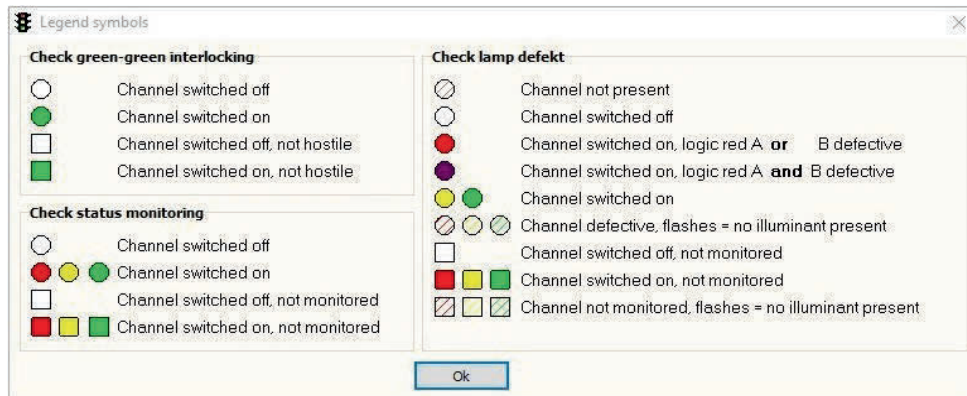 Legend symbols
Check green-green interlocking
Channel switched off
Channel switched on
Channel switched off, not hostile
Channel switched on, not hostile
Check status monitoring
Channel switched off
Channel switched on
Channel switched off, not monitored
Channel switched on, not monitored
Check lamp defekt
Channel not present
Channel switched off
Channel switched on, logic red A or B defective
Channel switched on, logic red A and B defective
Channel switched on
Channel defective, flashes = no illuminant present
Channel switched off, not monitored
Channel switched on, not monitored
Channel not monitored, flashes = no illuminant present
Ok